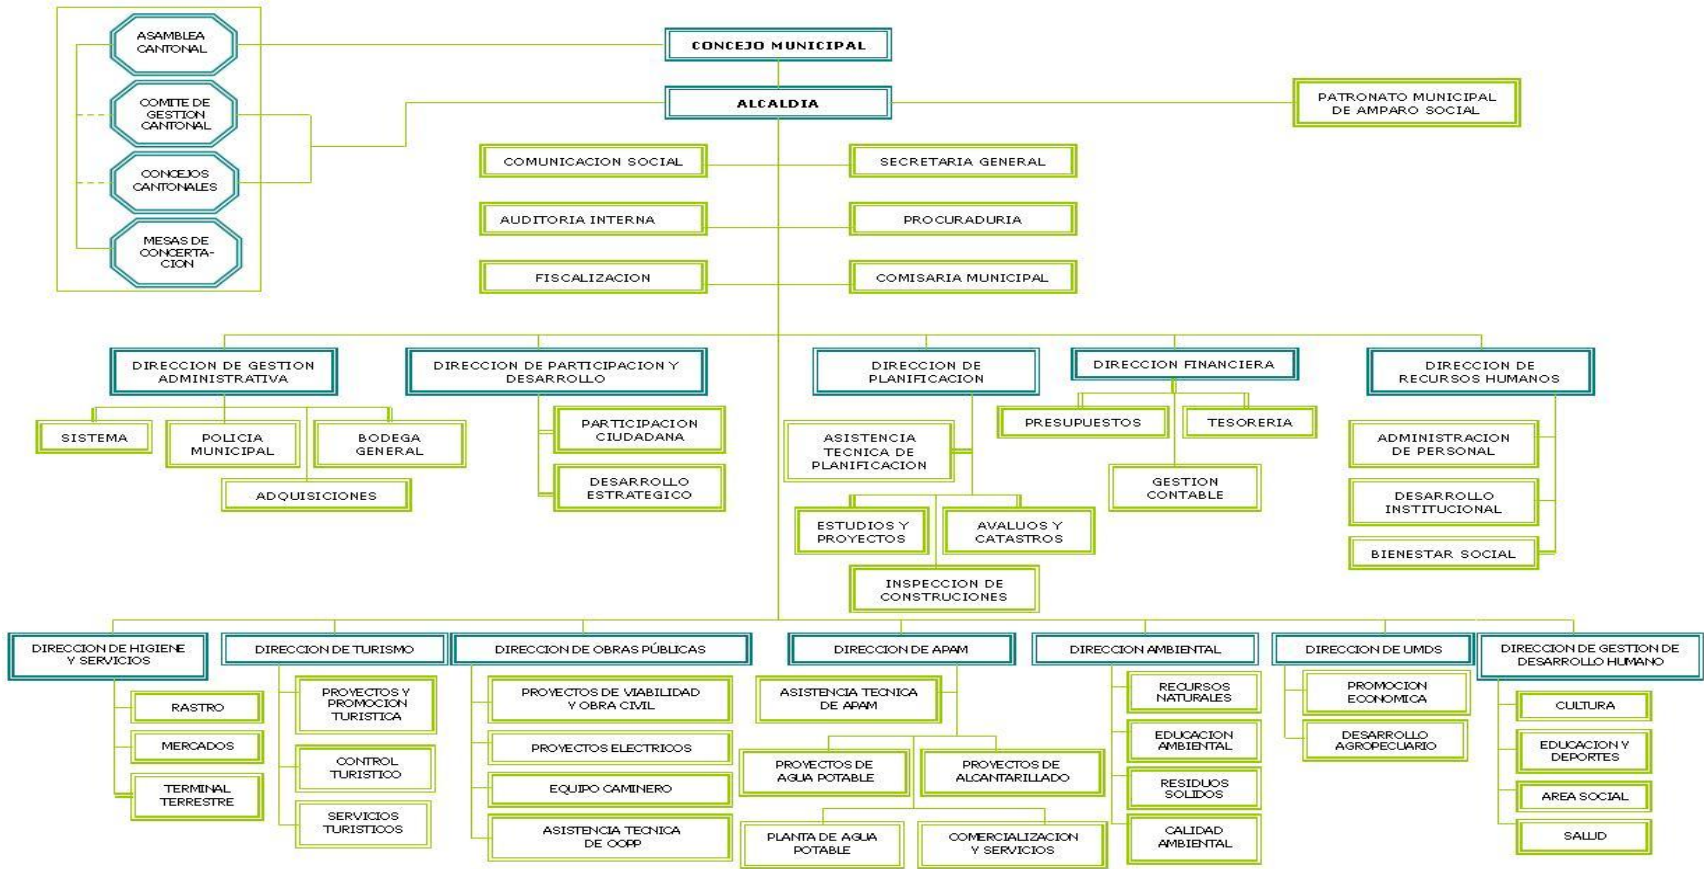 ASAMBLEA
CANTONAL
CONCEJO MUNICIPAL
COMITE DE
GESTION
CANTONAL
ALCALDIA
PATRONATO MUNICIPAL
DE AMPARO SOCIAL
CONCEJOS
CANTONALES
MESAS DE
CONCERTA-
CION
COMUNICACION SOCIAL
SECRETARIA GENERAL
AUDITORIA INTERNA
PROCURADURIA
FISCALIZACION
COMISARIA MUNICIPAL
DIRECCION DE GESTION
ADMINISTRATIVA
DIRECCION DE PARTICIPACION Y
DESARROLLO
DIRECCION DE
PLANIFICACION
DIRECCION FINANCIERA
DIRECCION DE
RECURSOS HUMANOS
SISTEMA
POLICIA
MUNICIPAL
BODEGA
GENERAL
ADQUISICIONES
PARTICIPACION
CIUDADANA
DESARROLLO
ESTRATEGICO
ASISTENCIA
TECNICA DE
PLANIFICACION
ESTUDIOS Y
PROYECTOS
AVALUOS Y
CATASTROS
INSPECCION DE
CONSTRUCIONES
PRESUPUESTOS
TESORERIA
GESTION
CONTABLE
ADMINISTRACION
DE PERSONAL
DESARROLLO
INSTITUCIONAL
BIENESTAR SOCIAL
DIRECCION DE HIGIENE
Y SERVICIOS
DIRECCION DE TURISMO
DIRECCION DE OBRAS PÚBLICAS
DIRECCION DE APAM
DIRECCION AMBIENTAL
DIRECCION DE UMDS
DIRECCION DE GESTION DE
DESARROLLO HUMANO
RASTRO
MERCADOS
TERMINAL
TERRESTRE
PROYECTOS Y
PROMOCION
TURISTICA
CONTROL
TURISTICO
SERVICIOS
TURISTICOS
PROYECTOS DE VIABILIDAD
Y OBRA CIVIL
PROYECTOS ELECTRICOS
EQUIPO CAMINERO
ASISTENCIA TECNICA
DE OOPP
ASISTENCIA TECNICA
DE APAM
PROYECTOS DE
AGUA POTABLE
PROYECTOS DE
ALCANTARILLADO
PLANTA DE AGUA
POTABLE
COMERCIALIZACION
Y SERVICIOS
RECURSOS
NATURALES
EDUCACION
AMBIENTAL
RESIDUOS
SOLIDOS
CALIDAD
AMBIENTAL
PROMOCION
ECONOMICA
DESARROLLO
AGROPECUARIO
CULTURA
EDUCACION Y
DEPORTES
AREA SOCIAL
SALUD